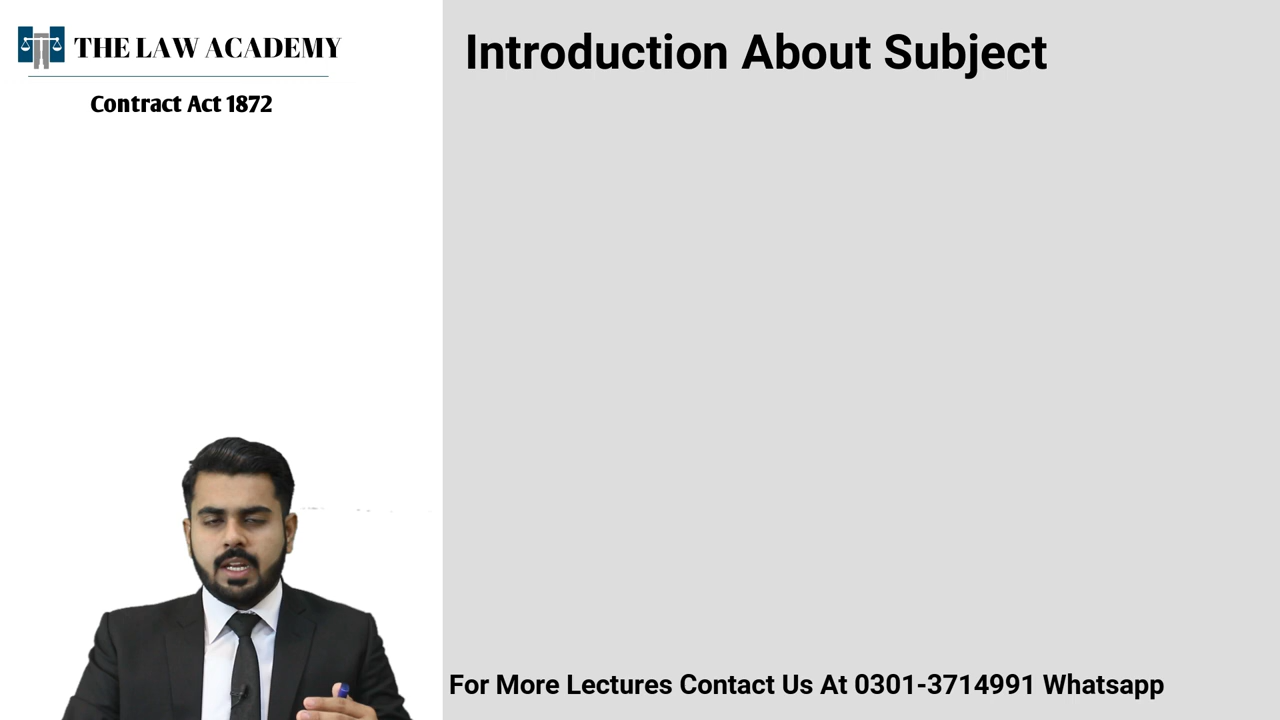 THE LAW ACADEMY
Contract Act 1872
Introduction About Subject
For More Lectures Contact Us At 0301-3714991 Whatsapp